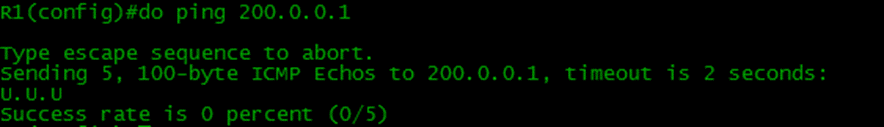 R1(config)#do ping 200.0.0.1
Type escape sequence to abort.
Sending 5, 100-byte ICMP Echos to 200.0.0.1, timeout is 2 seconds:
U.U.U
Success rate is 0 percent (0/5)